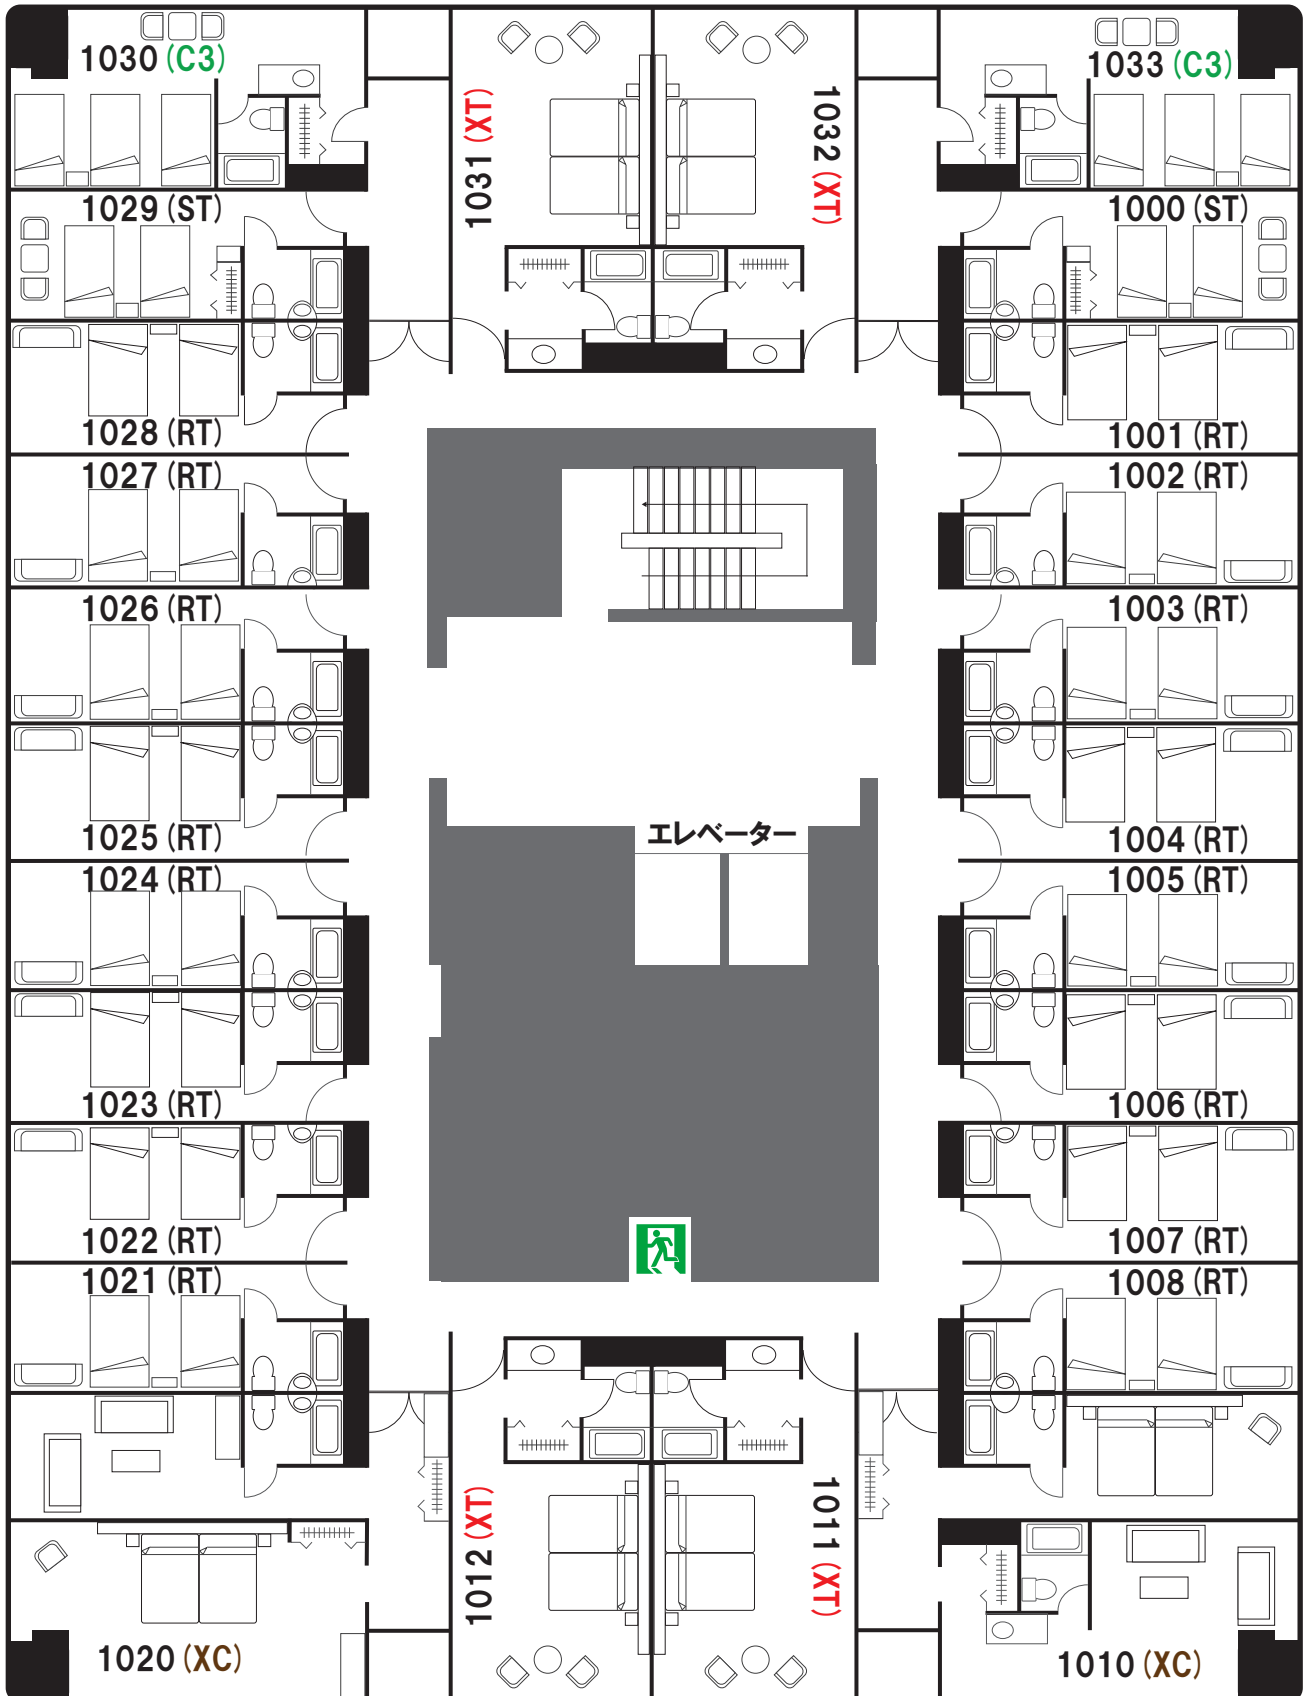 1030 (C3)
1031 (XT)
1032 (XT)
1033 (C3)
1029 (ST)
1000 (ST)
1028 (RT)
1001 (RT)
1027 (RT)
1002 (RT)
1026 (RT)
1003 (RT)
1025 (RT)
エレベーター
1004 (RT)
1024 (RT)
1005 (RT)
1023 (RT)
1006 (RT)
1022 (RT)
1007 (RT)
1021 (RT)
1008 (RT)
1012 (XT)
1011 (XT)
1020 (XC)
1010 (XC)